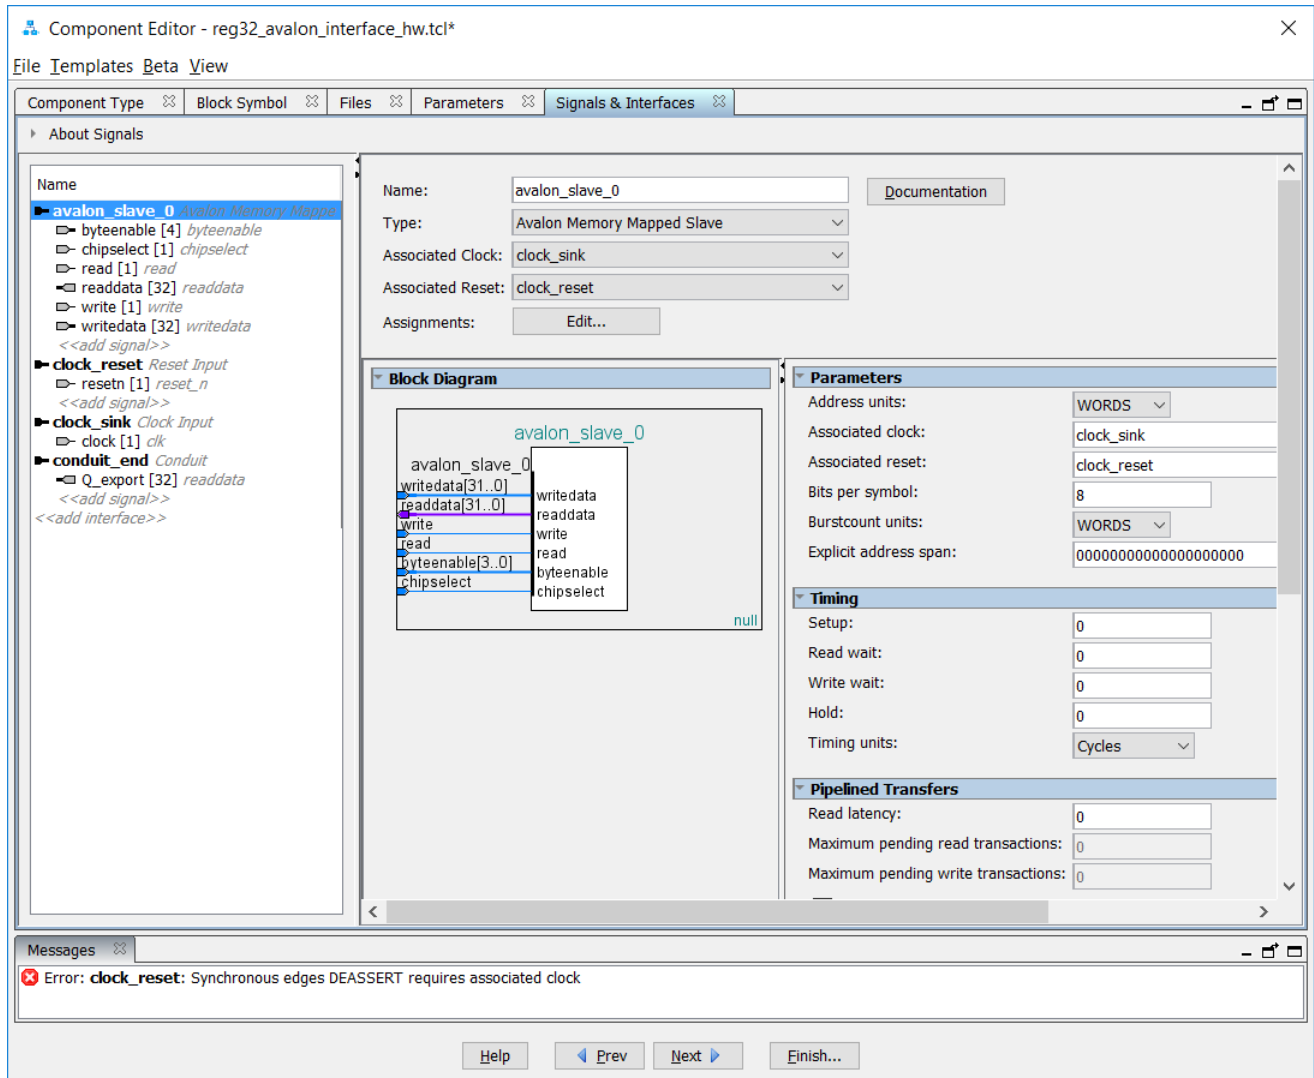 Component Editor - reg32_avalon_interface_hw.tcl*
File Templates Beta View
Component Type Block Symbol Files Parameters Signals & Interfaces
About Signals
Name
avalon_slave_0 Avalon Memory Mappe
byteenable [4] byteenable
chipselect [1] chipselect
read [1] read
readdata [32] readdata
write [1] write
writedata [32] writedata
<<add signal>>
clock_reset Reset Input
resetn [1] reset_n
<<add signal>>
clock_sink Clock Input
clock [1] clk
conduit_end Conduit
Q_export [32] readdata
<<add signal>>
<<add interface>>
Name: avalon_slave_0 Documentation
Type: Avalon Memory Mapped Slave
Associated Clock: clock_sink
Associated Reset: clock_reset
Assignments: Edit...
Block Diagram
avalon_slave_0
avalon_slave_0
writedata[31..0] writedata
readdata[31..0] readdata
write write
read read
byteenable[3..0] byteenable
chipselect chipselect
null
Parameters
Address units: WORDS
Associated clock: clock_sink
Associated reset: clock_reset
Bits per symbol: 8
Burstcount units: WORDS
Explicit address span: 00000000000000000000
Timing
Setup: 0
Read wait: 0
Write wait: 0
Hold: 0
Timing units: Cycles
Pipelined Transfers
Read latency: 0
Maximum pending read transactions: 0
Maximum pending write transactions: 0
Messages
Error: clock_reset: Synchronous edges DEASSERT requires associated clock
Help Prev Next Finish...